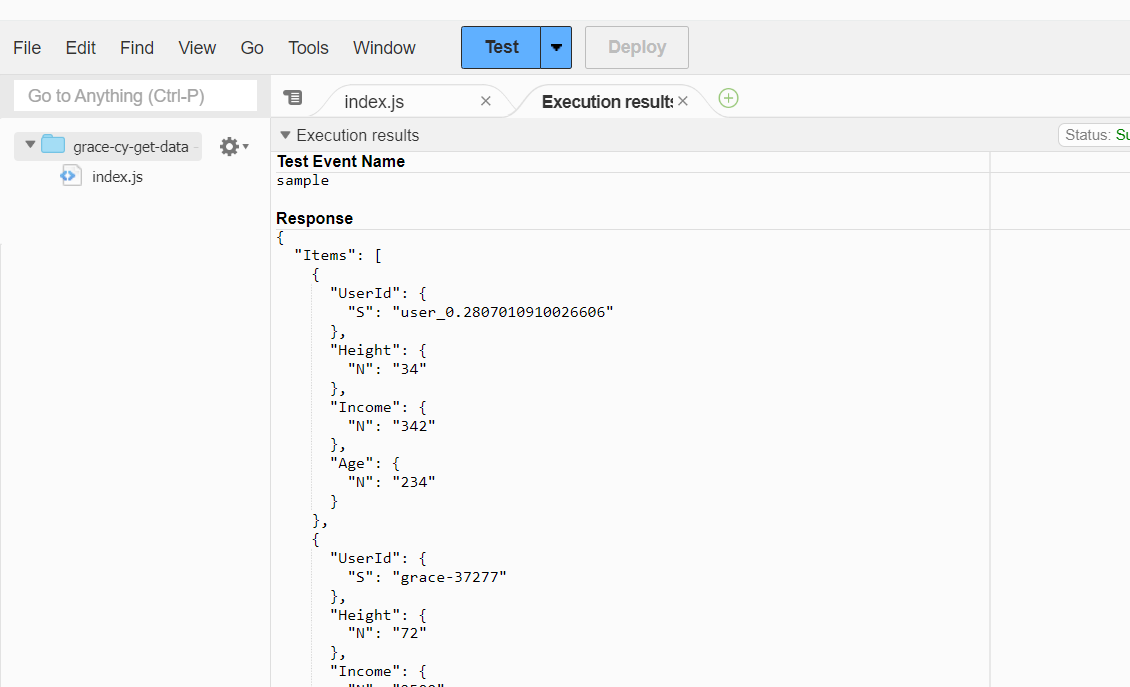 File Edit Find View Go Tools Window Test Deploy
Go to Anything (Ctrl-P)
index.js
Execution results
grace-cy-get-data
index.js
Execution results
Status:
Test Event Name
sample
Response
{
"Items": [
{
"UserId": {
"S": "user_0.2807010910026606"
},
"Height": {
"N": "34"
},
"Income": {
"N": "342"
},
"Age": {
"N": "234"
}
},
{
"UserId": {
"S": "grace-37277"
},
"Height": {
"N": "72"
},
"Income": {